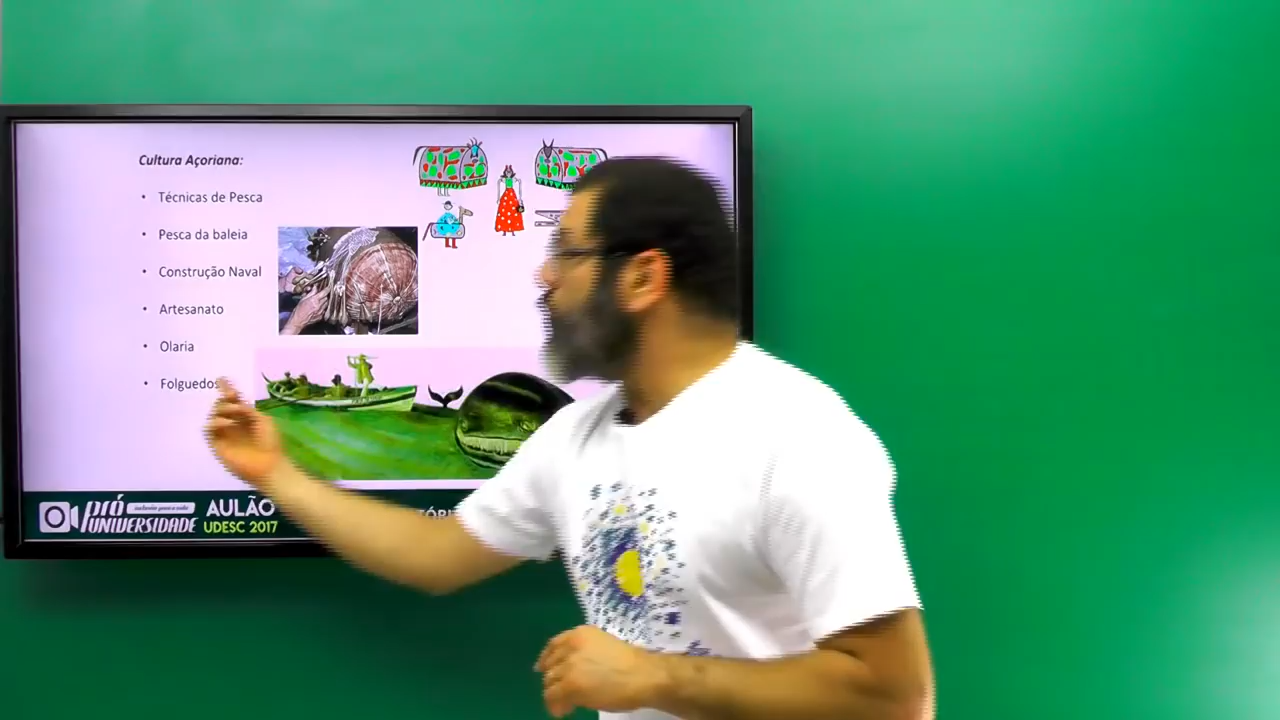 Cultura Açoriana:
• Técnicas de Pesca
• Pesca da baleia
• Construção Naval
• Artesanato
• Olaria
• Folguedos
pró
UNIVERSIDADE
AULÃO
UDESC 2017